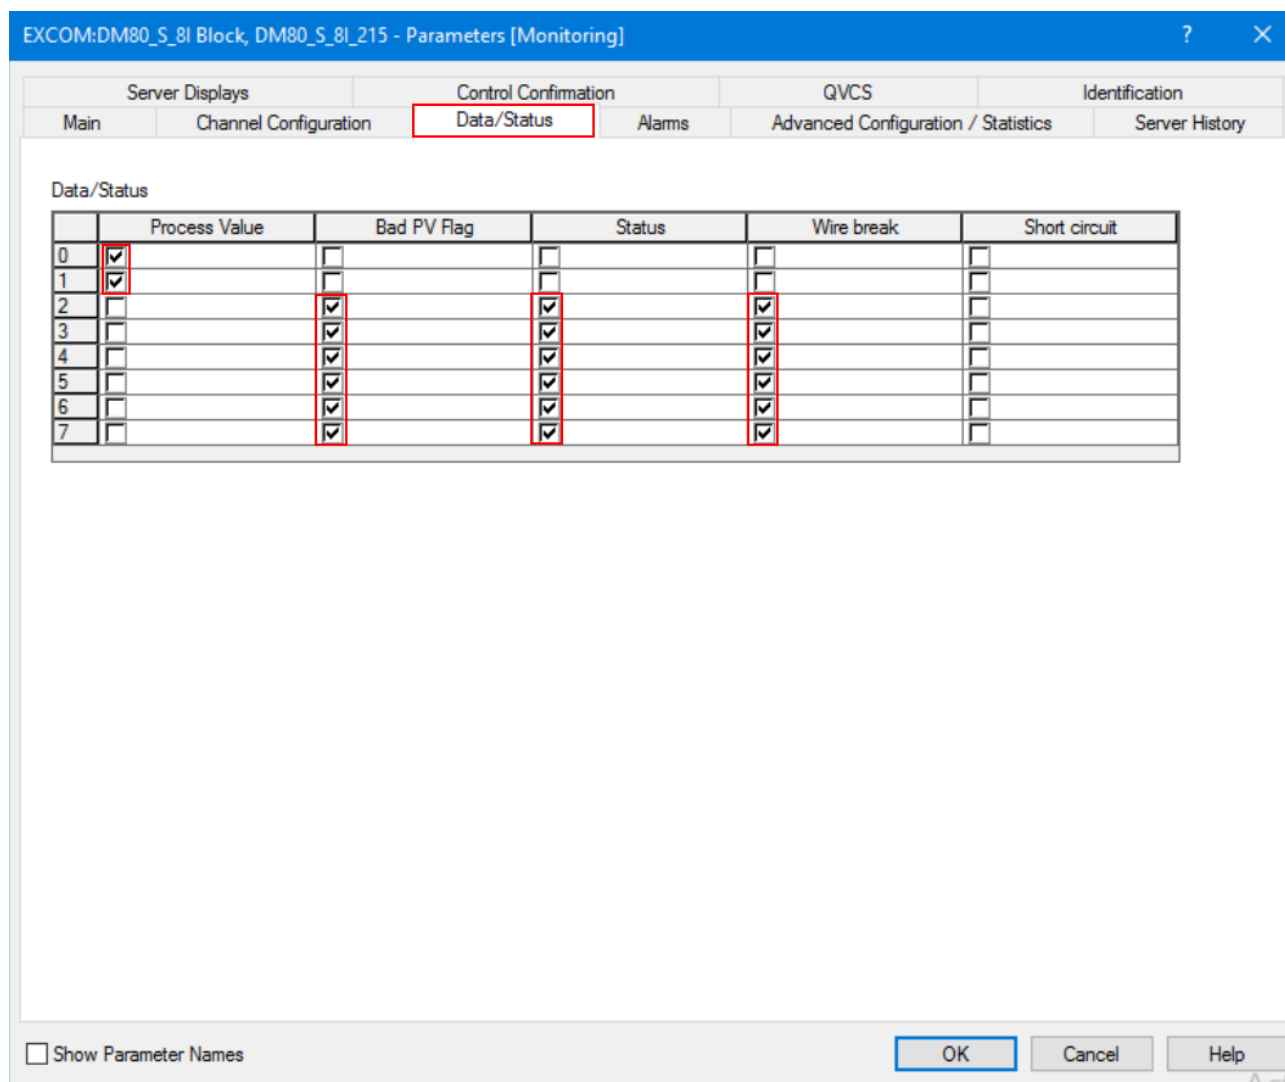 EXCOM:DM80_S_8I Block, DM80_S_8I_215 - Parameters [Monitoring] ?
Server Displays Control Confirmation QVCS Identification
Main Channel Configuration Data/Status Alarms Advanced Configuration / Statistics Server History
Data/Status
Process Value Bad PV Flag Status Wire break Short circuit
0
1
2
3
4
5
6
7
Show Parameter Names OK Cancel Help